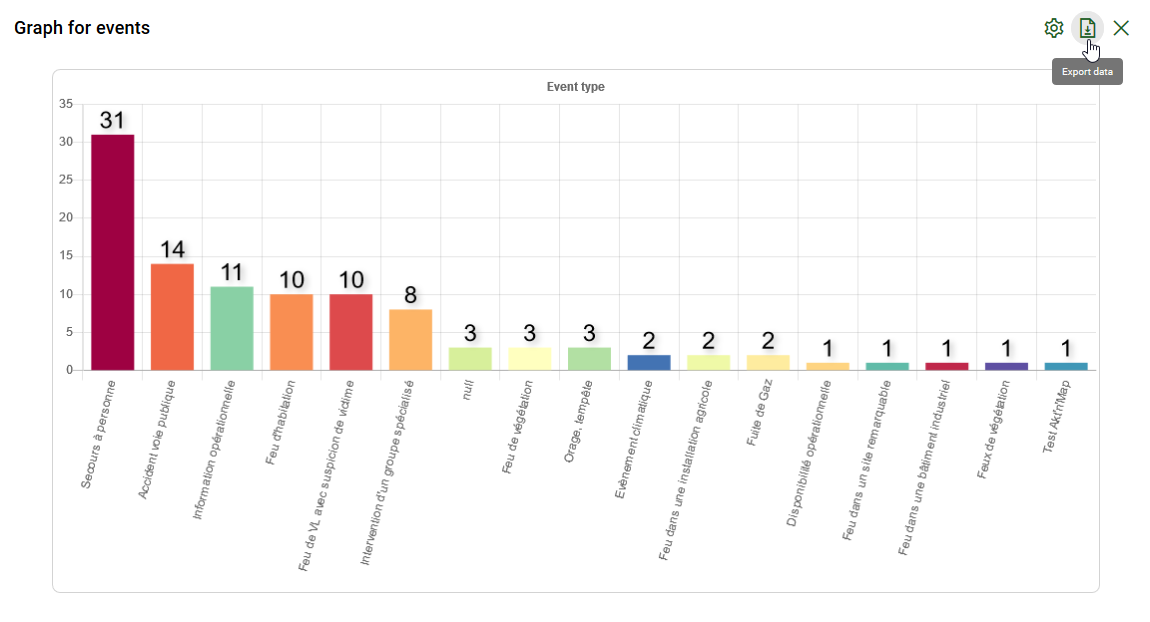 Graph for events
Export data
Event type
35
30
25
20
15
10
5
0
31
14
11
10
10
8
3
3
3
2
2
2
1
1
1
1
1
Secours à personne
Accident voie publique
Information opérationnelle
Feu d'habitation
Feu de VL avec suspicion de victime
Intervention d'un groupe spécialisé
null
Feu de végétation
Orage, tempête
Evènement climatique
Feu dans une installation agricole
Fuite de Gaz
Disponibilité opérationnelle
Feu dans un site remarquable
Feu dans une bâtiment industriel
Feux de végétation
Test Akf'n'Map